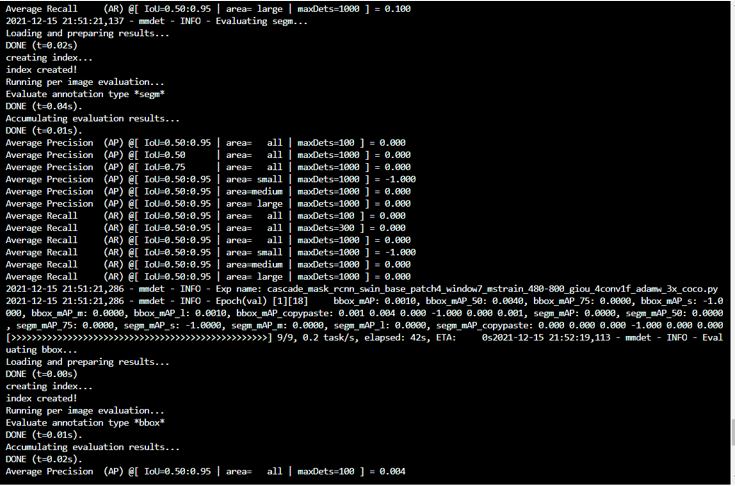 Average Recall     (AR) @[ IoU=0.50:0.95 | area= large | maxDets=1000 ] = 0.100
2021-12-15 21:51:21,137 - mmdet - INFO - Evaluating segm...
Loading and preparing results...
DONE (t=0.02s)
creating index...
index created!
Running per image evaluation...
Evaluate annotation type *segm*
DONE (t=0.04s).
Accumulating evaluation results...
DONE (t=0.01s).
Average Precision  (AP) @[ IoU=0.50:0.95 | area=   all | maxDets=100 ] = 0.000
Average Precision  (AP) @[ IoU=0.50      | area=   all | maxDets=1000 ] = 0.000
Average Precision  (AP) @[ IoU=0.75      | area=   all | maxDets=1000 ] = 0.000
Average Precision  (AP) @[ IoU=0.50:0.95 | area= small | maxDets=1000 ] = -1.000
Average Precision  (AP) @[ IoU=0.50:0.95 | area=medium | maxDets=1000 ] = 0.000
Average Precision  (AP) @[ IoU=0.50:0.95 | area= large | maxDets=1000 ] = 0.000
Average Recall     (AR) @[ IoU=0.50:0.95 | area=   all | maxDets=100 ] = 0.000
Average Recall     (AR) @[ IoU=0.50:0.95 | area=   all | maxDets=300 ] = 0.000
Average Recall     (AR) @[ IoU=0.50:0.95 | area=   all | maxDets=1000 ] = 0.000
Average Recall     (AR) @[ IoU=0.50:0.95 | area= small | maxDets=1000 ] = -1.000
Average Recall     (AR) @[ IoU=0.50:0.95 | area=medium | maxDets=1000 ] = 0.000
Average Recall     (AR) @[ IoU=0.50:0.95 | area= large | maxDets=1000 ] = 0.000
2021-12-15 21:51:21,286 - mmdet - INFO - Exp name: cascade_mask_rcnn_swin_base_patch4_window7_mstrain_480-800_giou_4conv1f_adamw_3x_coco.py
2021-12-15 21:51:21,286 - mmdet - INFO - Epoch(val) [1][18]     bbox_mAP: 0.0010, bbox_mAP_50: 0.0040, bbox_mAP_75: 0.0000, bbox_mAP_s: -1.0
000, bbox_mAP_m: 0.0000, bbox_mAP_l: 0.0010, bbox_mAP_copypaste: 0.001 0.004 0.000 -1.000 0.000 0.001, segm_mAP: 0.0000, segm_mAP_50: 0.0000
, segm_mAP_75: 0.0000, segm_mAP_s: -1.0000, segm_mAP_m: 0.0000, segm_mAP_l: 0.0000, segm_mAP_copypaste: 0.000 0.000 0.000 -1.000 0.000 0.000
[>>>>>>>>>>>>>>>>>>>>>>>>>>>>>>>>>>>>>>>>>>>>>>>>>>] 9/9, 0.2 task/s, elapsed: 42s, ETA:     0s2021-12-15 21:52:19,113 - mmdet - INFO - Eval
uating bbox...
Loading and preparing results...
DONE (t=0.00s)
creating index...
index created!
Running per image evaluation...
Evaluate annotation type *bbox*
DONE (t=0.01s).
Accumulating evaluation results...
DONE (t=0.02s).
Average Precision  (AP) @[ IoU=0.50:0.95 | area=   all | maxDets=100 ] = 0.004